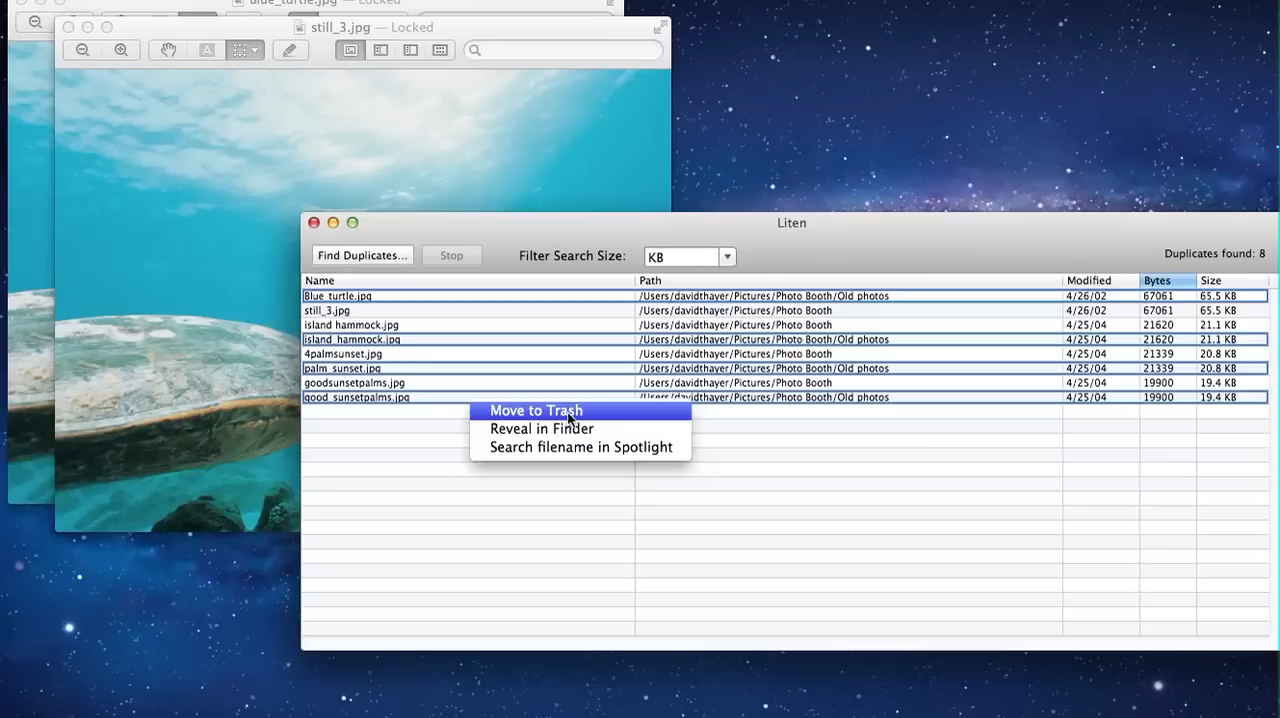 Blue_turtle.jpg — Locked
still_3.jpg — Locked
A
Liten
Find Duplicates... Stop Filter Search Size: KB Duplicates found: 8
Name Path Modified Bytes Size
Blue_turtle.jpg /Users/davidthayer/Pictures/Photo Booth/Old photos 4/26/02 67061 65.5 KB
still_3.jpg /Users/davidthayer/Pictures/Photo Booth 4/26/02 67061 65.5 KB
island hammock.jpg /Users/davidthayer/Pictures/Photo Booth 4/25/04 21620 21.1 KB
island_hammock.jpg /Users/davidthayer/Pictures/Photo Booth/Old photos 4/25/04 21620 21.1 KB
4palmsunset.jpg /Users/davidthayer/Pictures/Photo Booth 4/25/04 21339 20.8 KB
palm_sunset.jpg /Users/davidthayer/Pictures/Photo Booth/Old photos 4/25/04 21339 20.8 KB
goodsunsetpalms.jpg /Users/davidthayer/Pictures/Photo Booth 4/25/04 19900 19.4 KB
good_sunsetpalms.jpg /Users/davidthayer/Pictures/Photo Booth/Old photos 4/25/04 19900 19.4 KB
Move to Trash
Reveal in Finder
Search filename in Spotlight